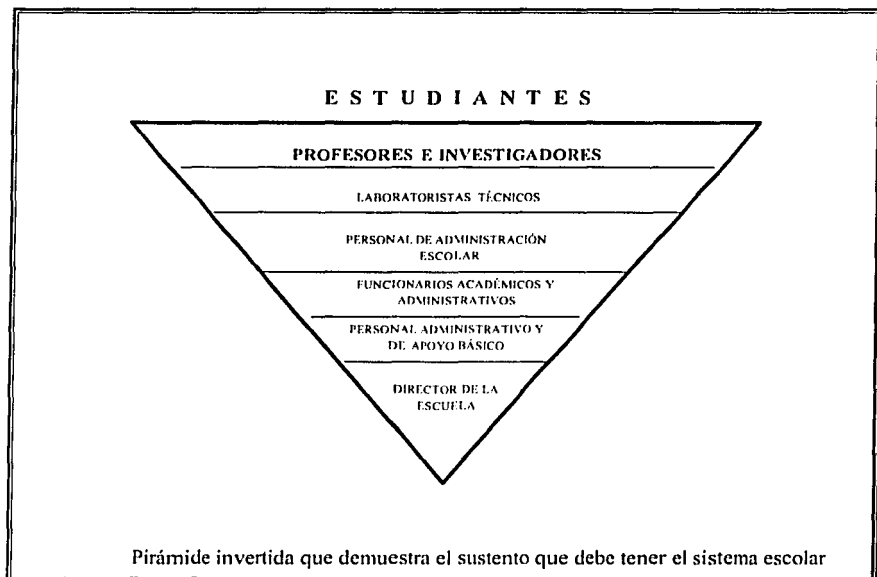 E S T U D I A N T E S
PROFESORES E INVESTIGADORES
LABORATORISTAS TÉCNICOS
PERSONAL DE ADMINISTRACIÓN
ESCOLAR
FUNCIONARIOS ACADÉMICOS Y
ADMINISTRATIVOS
PERSONAL ADMINISTRATIVO Y
DE APOYO BÁSICO
DIRECTOR DE LA
ESCUELA
Pirámide invertida que demuestra el sustento que debe tener el sistema escolar